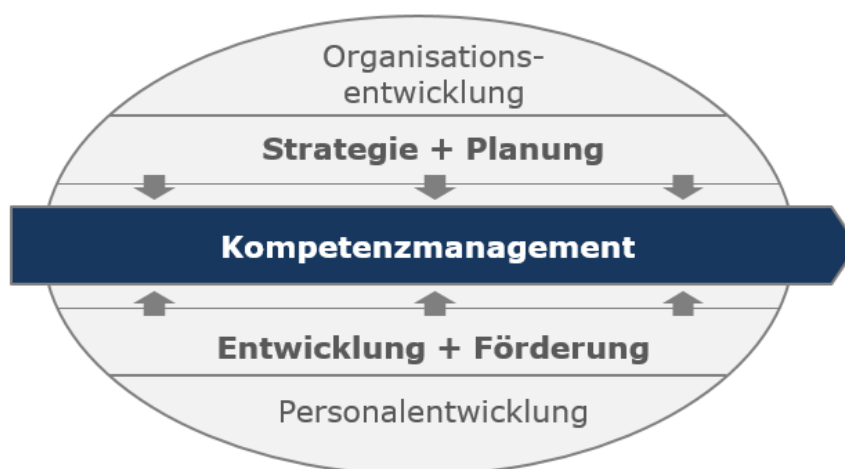 Organisations-
entwicklung
Strategie + Planung
Kompetenzmanagement
Entwicklung + Förderung
Personalentwicklung